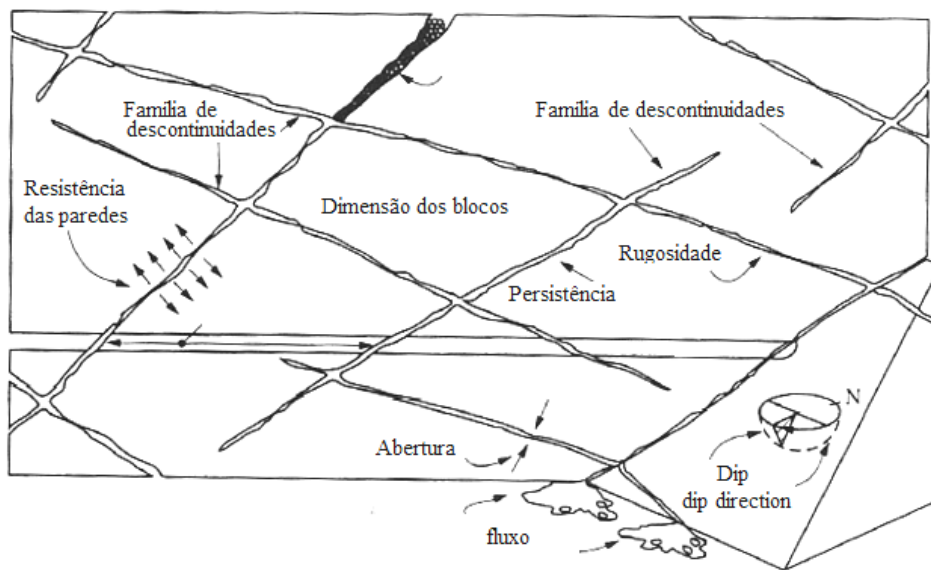 Família de
descontinuidades
Família de descontinuidades
Resistência
das paredes
Dimensão dos blocos
Rugosidade
Persistência
N
Abertura
Dip
dip direction
fluxo